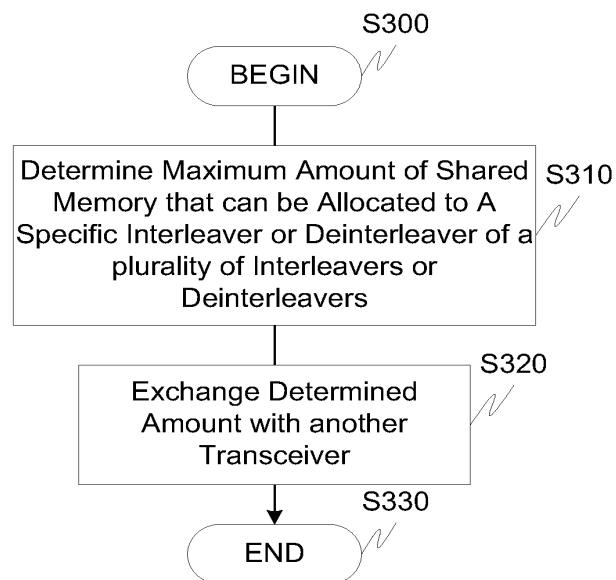 S300
BEGIN
S310
Determine Maximum Amount of Shared
Memory that can be Allocated to A
Specific Interleaver or Deinterleaver of a
plurality of Interleavers or
Deinterleavers
S320
Exchange Determined
Amount with another
Transceiver
S330
END